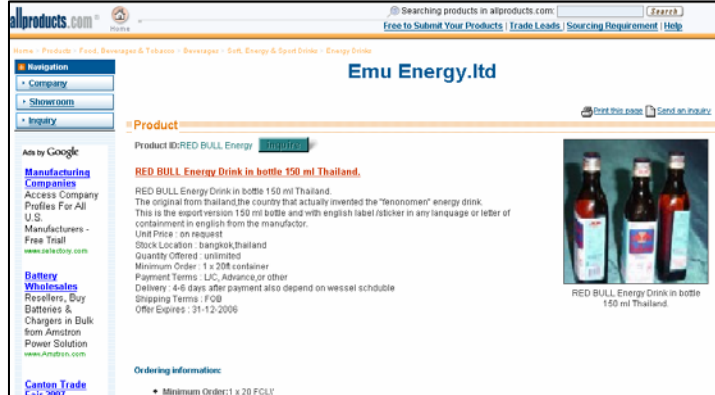 allproducts.com
Home
Searching products in allproducts.com:
Search
Free to Submit Your Products | Trade Leads | Sourcing Requirement | Help
Home > Products > Food, Beverages & Tobacco > Beverages > Soft, Energy & Sport Drinks > Energy Drinks
Navigation
Company
Showroom
Inquiry
Emu Energy.ltd
Print this page
Send an inquiry
Product
Product ID:RED BULL Energy
Inquire
RED BULL Energy Drink in bottle 150 ml Thailand.
RED BULL Energy Drink in bottle 150 ml Thailand.
The original from thailand,the country that actually invented the "fenonomen" energy drink.
This is the export version 150 ml bottle and with english label /sticker in any language or letter of
containment in english from the manufactor.
Unit Price : on request
Stock Location : bangkok,thailand
Quantity Offered : unlimited
Minimum Order : 1 x 20ft container
Payment Terms : L/C, Advance,or other
Delivery : 4-6 days after payment also depend on wessel schduble
Shipping Terms : FOB
Offer Expires : 31-12-2006
RED BULL Energy Drink in bottle
150 ml Thailand.
Ads by Google
Manufacturing
Companies
Access Company
Profiles For All
U.S.
Manufacturers -
Free Trial!
www.selectory.com
Battery
Wholesales
Resellers, Buy
Batteries &
Chargers in Bulk
from Amstron
Power Solution
www.Amstron.com
Canton Trade
Fair 2007
Ordering information:
Minimum Order:1 x 20 FCL\'